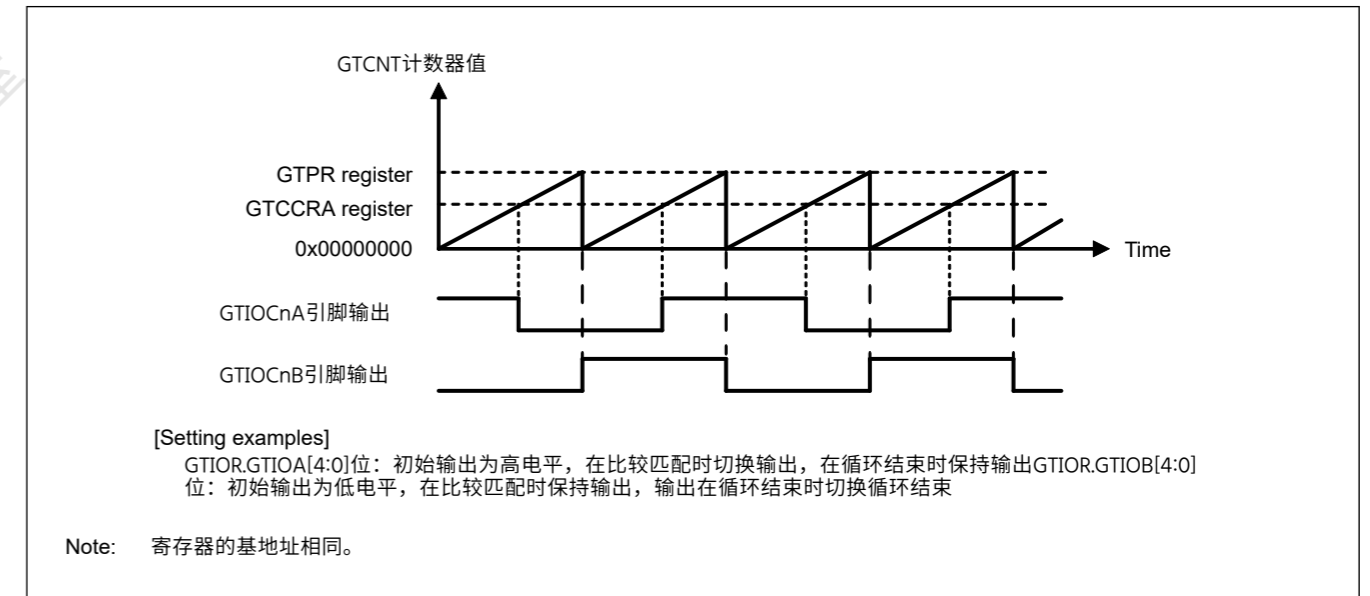 GTCNT计数器值
GTPR register
GTCCRA register
0x00000000
Time
GTIOCnA引脚输出
GTIOCnB引脚输出
[Setting examples]
GTIOR.GTIOA[4:0]位：初始输出为高电平，在比较匹配时切换输出，在循环结束时保持输出GTIOR.GTIOB[4:0]
位：初始输出为低电平，在比较匹配时保持输出，输出在循环结束时切换循环结束
Note: 寄存器的基地址相同。